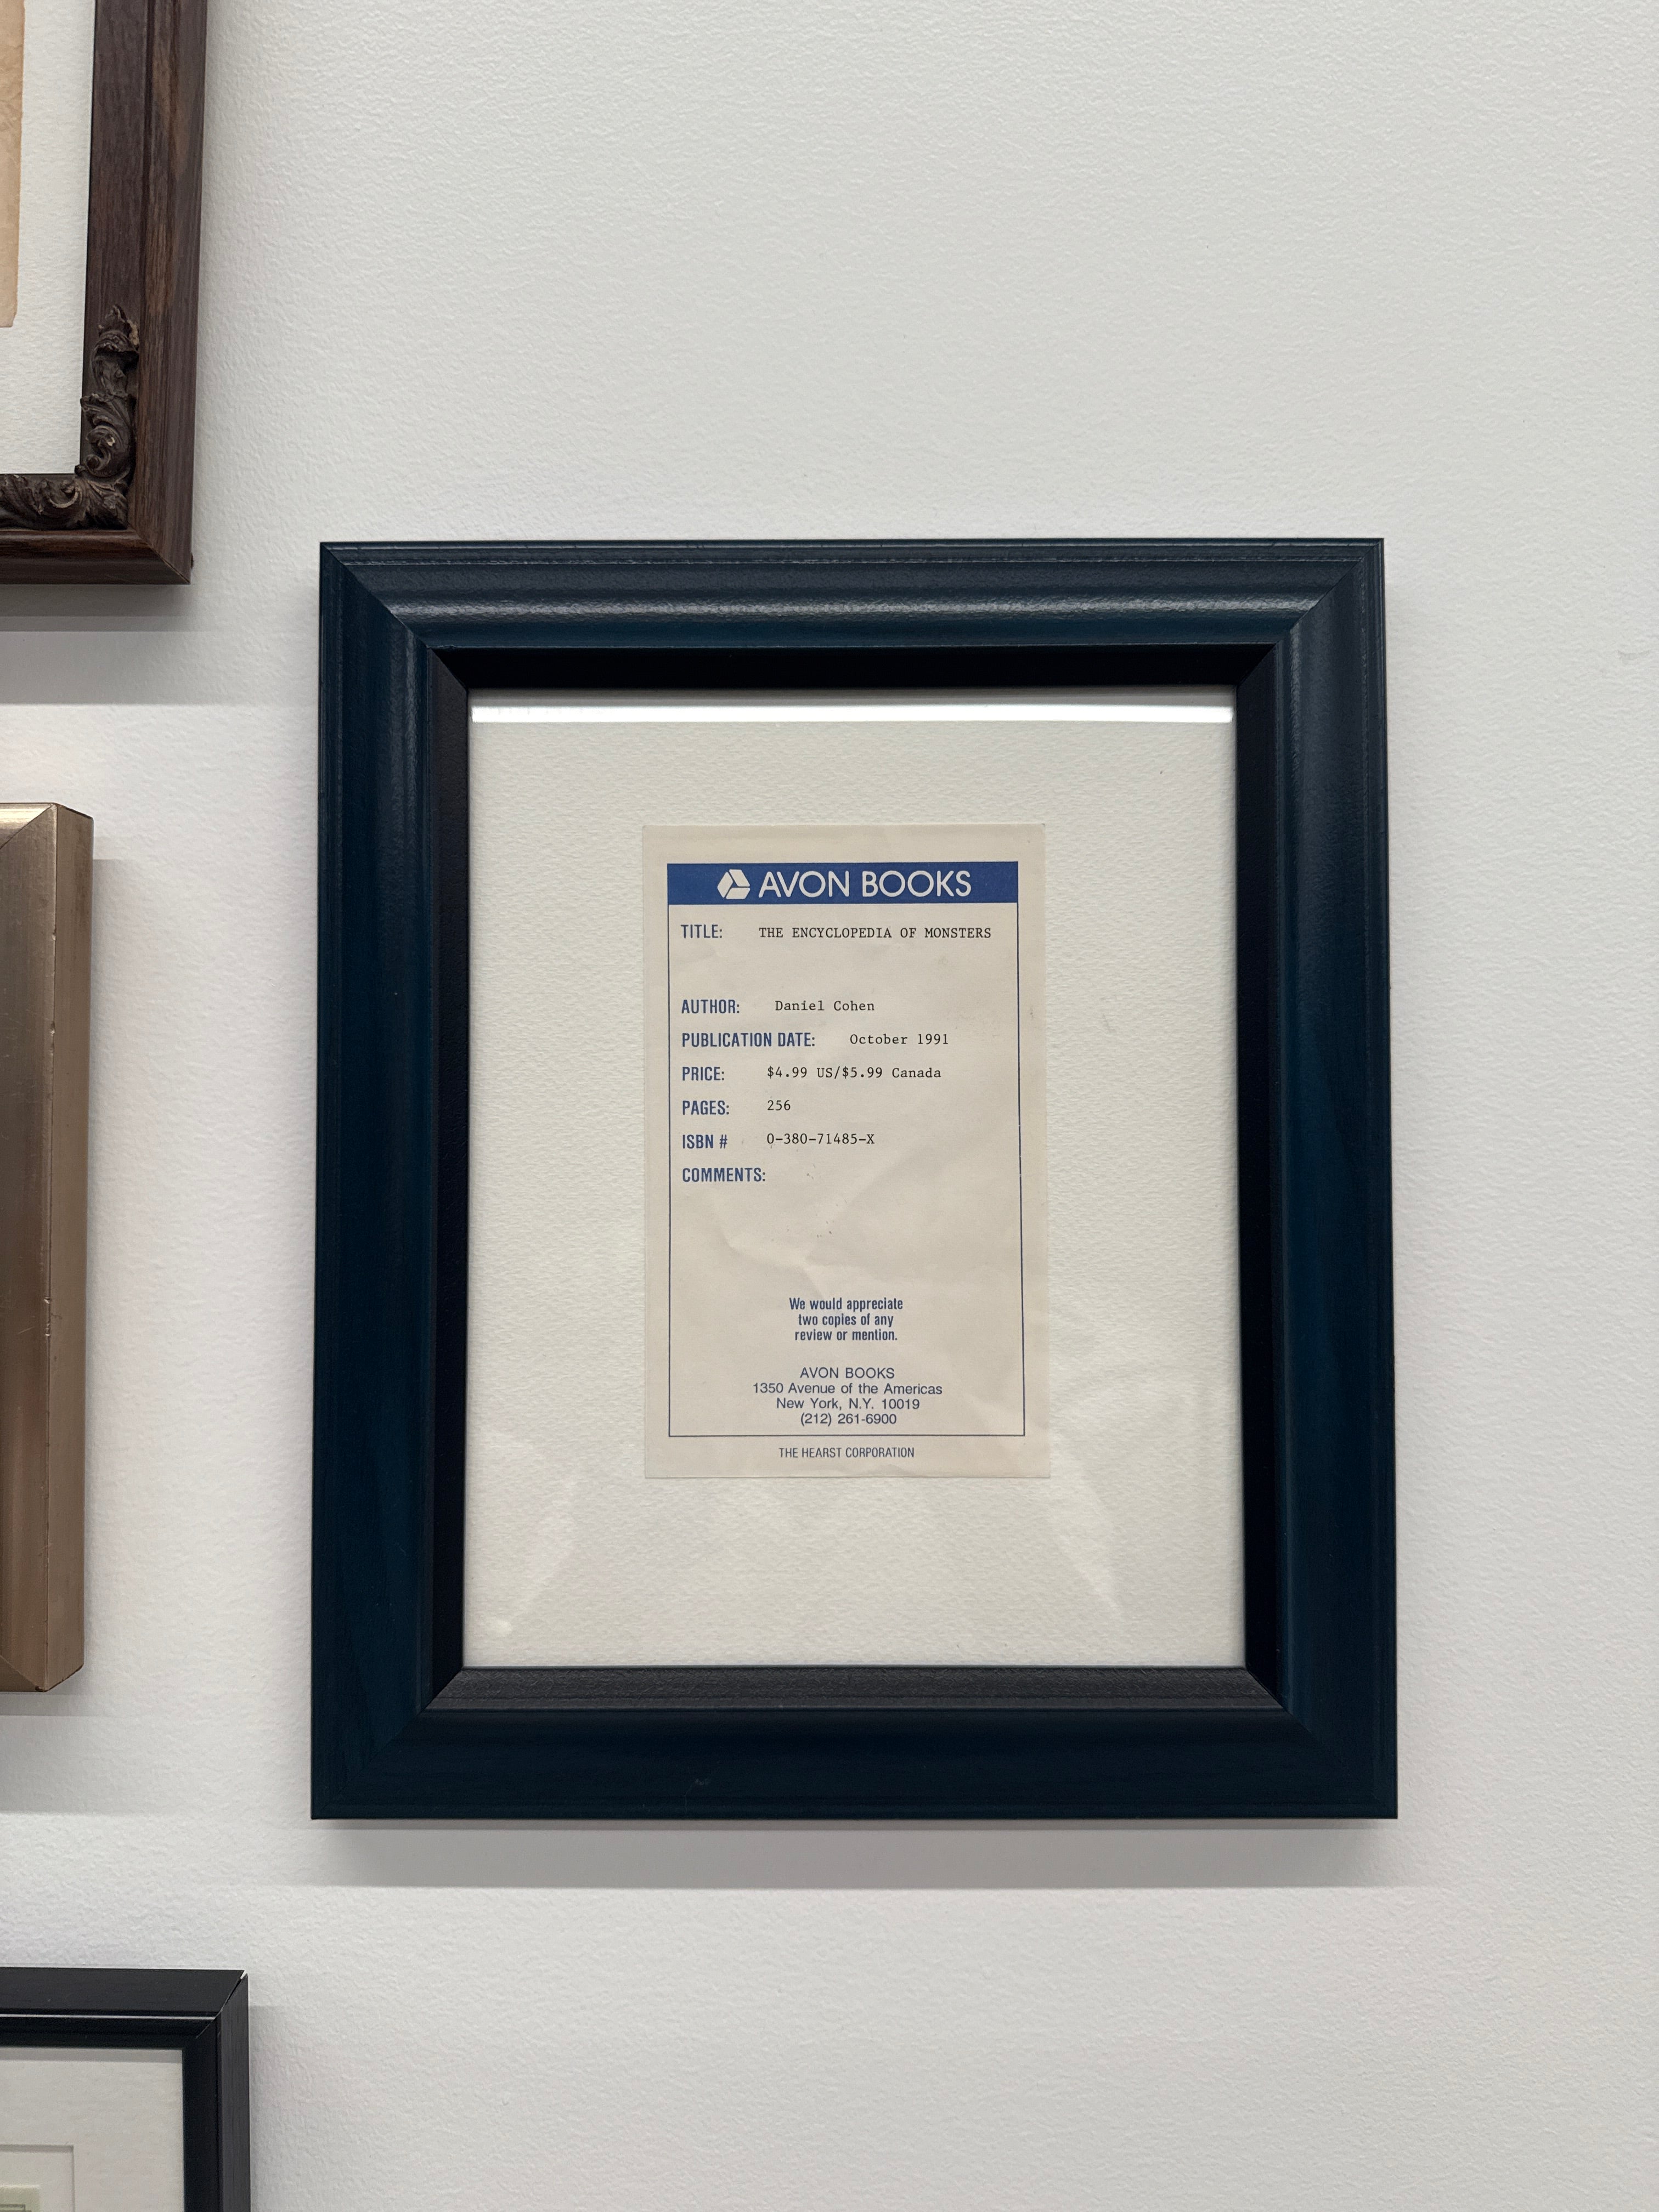 AVON BOOKS
TITLE: THE ENCYCLOPEDIA OF MONSTERS
AUTHOR: Daniel Cohen
PUBLICATION DATE: October 1991
PRICE: $4.99 US/$5.99 Canada
PAGES: 256
ISBN # 0-380-71485-X
COMMENTS:
We would appreciate
two copies of any
review or mention.
AVON BOOKS
1350 Avenue of the Americas
New York, N.Y. 10019
(212) 261-6900
THE HEARST CORPORATION